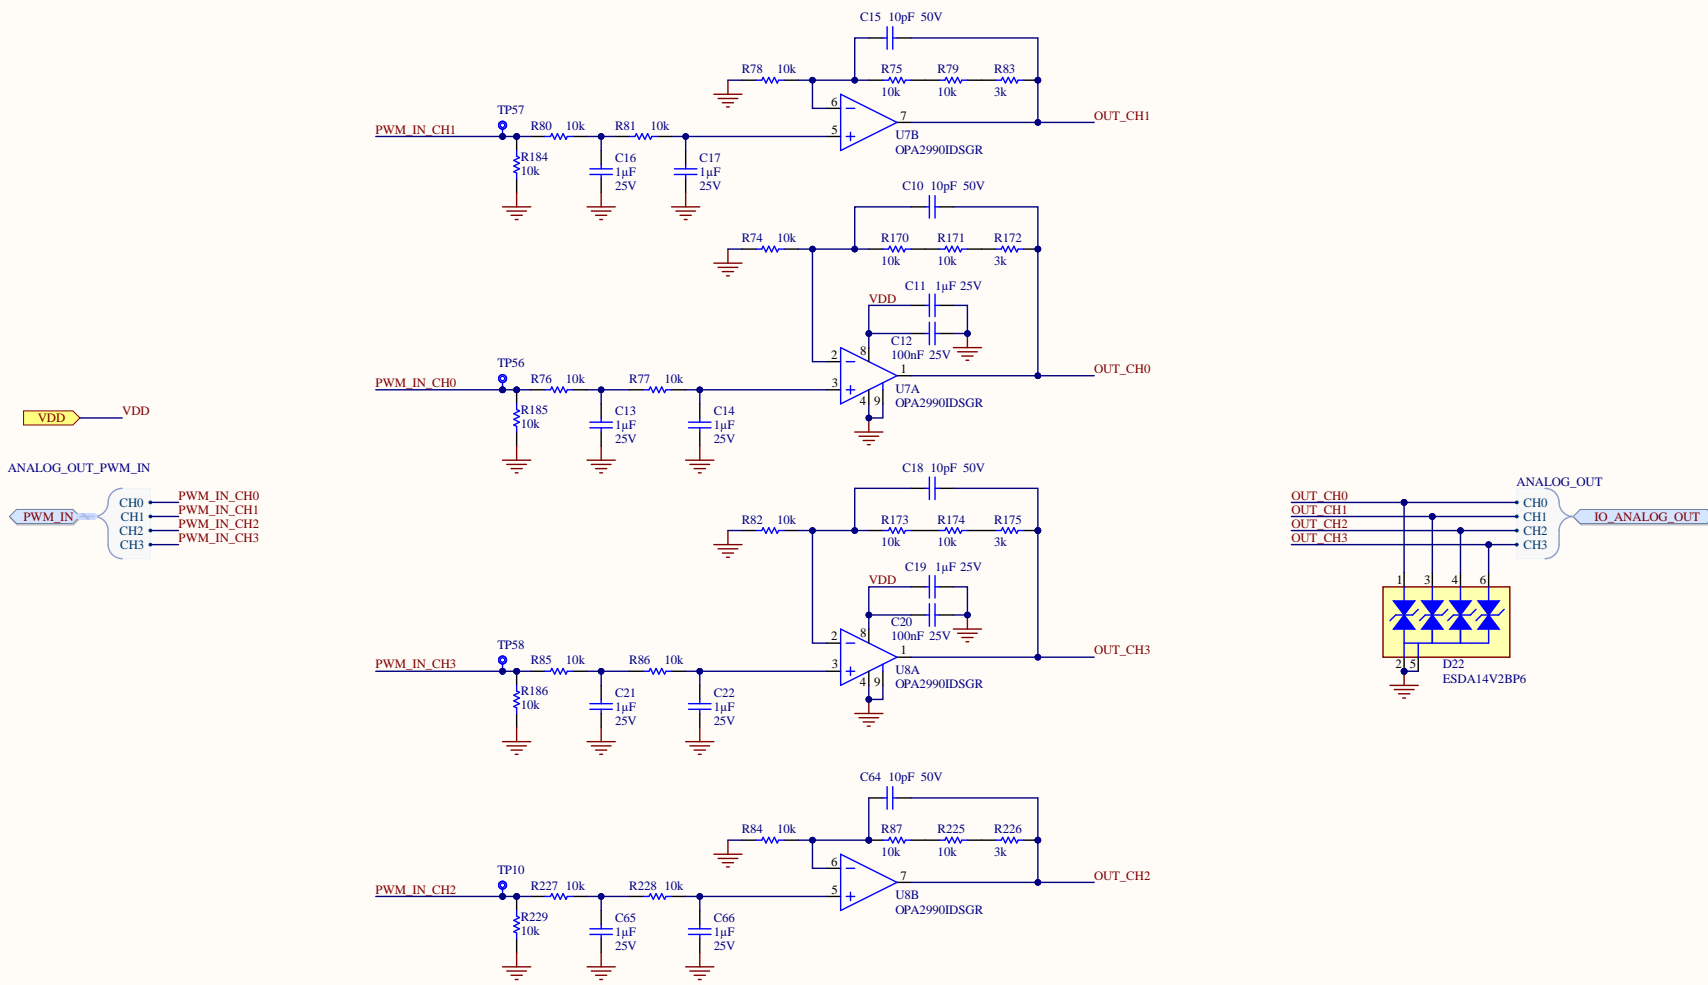 C15 10pF 50V
R78 10k
R75
10k
R79
10k
R83
3k
6
5
7
U7B
OPA2990IDSGR
OUT_CH1
PWM_IN_CH1
TP57
R184
10k
R80 10k
R81 10k
C16
1µF
25V
C17
1µF
25V
C10 10pF 50V
R74 10k
R170
10k
R171
10k
R172
3k
C11 1µF 25V
VDD
C12
100nF 25V
2
3
8
1
4
9
U7A
OPA2990IDSGR
OUT_CH0
PWM_IN_CH0
TP56
R185
10k
R76 10k
R77 10k
C13
1µF
25V
C14
1µF
25V
VDD
VDD
ANALOG_OUT_PWM_IN
PWM_IN
CH0
CH1
CH2
CH3
PWM_IN_CH0
PWM_IN_CH1
PWM_IN_CH2
PWM_IN_CH3
C18 10pF 50V
R82 10k
R173
10k
R174
10k
R175
3k
C19 1µF 25V
VDD
C20
100nF 25V
2
3
8
1
4
9
U8A
OPA2990IDSGR
OUT_CH3
PWM_IN_CH3
TP58
R186
10k
R85 10k
R86 10k
C21
1µF
25V
C22
1µF
25V
ANALOG_OUT
OUT_CH0
OUT_CH1
OUT_CH2
OUT_CH3
CH0
CH1
CH2
CH3
IO_ANALOG_OUT
1
3
4
6
2
5
D22
ESDA14V2BP6
C64 10pF 50V
R84 10k
R87
10k
R225
10k
R226
3k
6
5
7
U8B
OPA2990IDSGR
OUT_CH2
PWM_IN_CH2
TP10
R229
10k
R227 10k
R228 10k
C65
1µF
25V
C66
1µF
25V